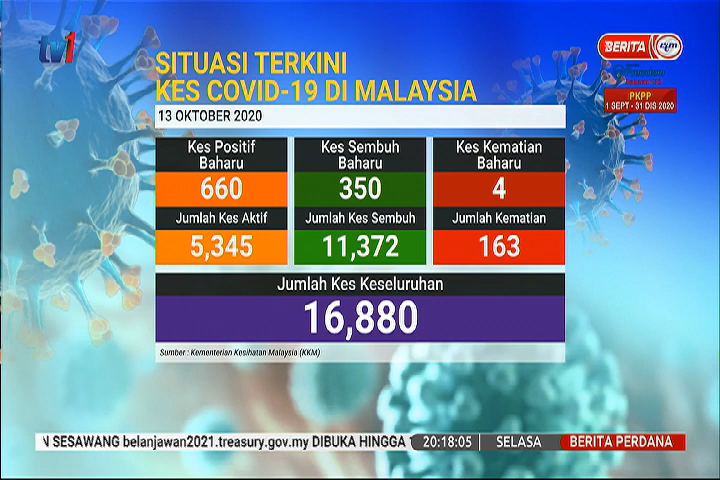 tv1
BERITA rtm
SITUASI TERKINI
KES COVID-19 DI MALAYSIA
PKPP
1 SEPT - 31 DIS 2020
13 OKTOBER 2020
Kes Positif Baharu
660
Kes Sembuh Baharu
350
Kes Kematian Baharu
4
Jumlah Kes Aktif
5,345
Jumlah Kes Sembuh
11,372
Jumlah Kematian
163
Jumlah Kes Keseluruhan
16,880
Sumber : Kementerian Kesihatan Malaysia (KKM)
N SESAWANG belanjawan2021.treasury.gov.my DIBUKA HINGGA
20:18:05
SELASA
BERITA PERDANA